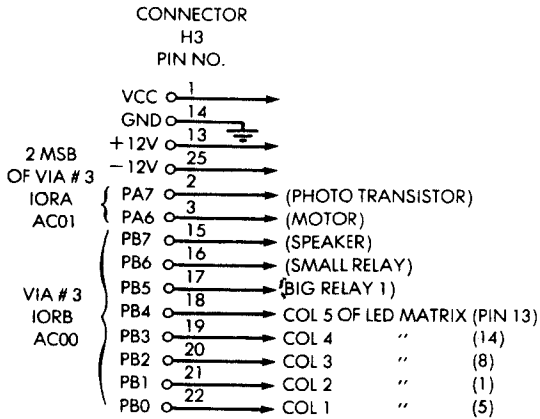 CONNECTOR
H3
PIN NO.
VCC 1
GND 14
+12V 13
−12V 25
2 MSB
OF VIA # 3
IORA
AC01
PA7 2 (PHOTO TRANSISTOR)
PA6 3 (MOTOR)
PB7 15 (SPEAKER)
PB6 16 (SMALL RELAY)
PB5 17 (BIG RELAY 1)
VIA # 3
IORB
AC00
PB4 18 COL 5 OF LED MATRIX (PIN 13)
PB3 19 COL 4 '' (14)
PB2 20 COL 3 '' (8)
PB1 21 COL 2 '' (1)
PB0 22 COL 1 '' (5)